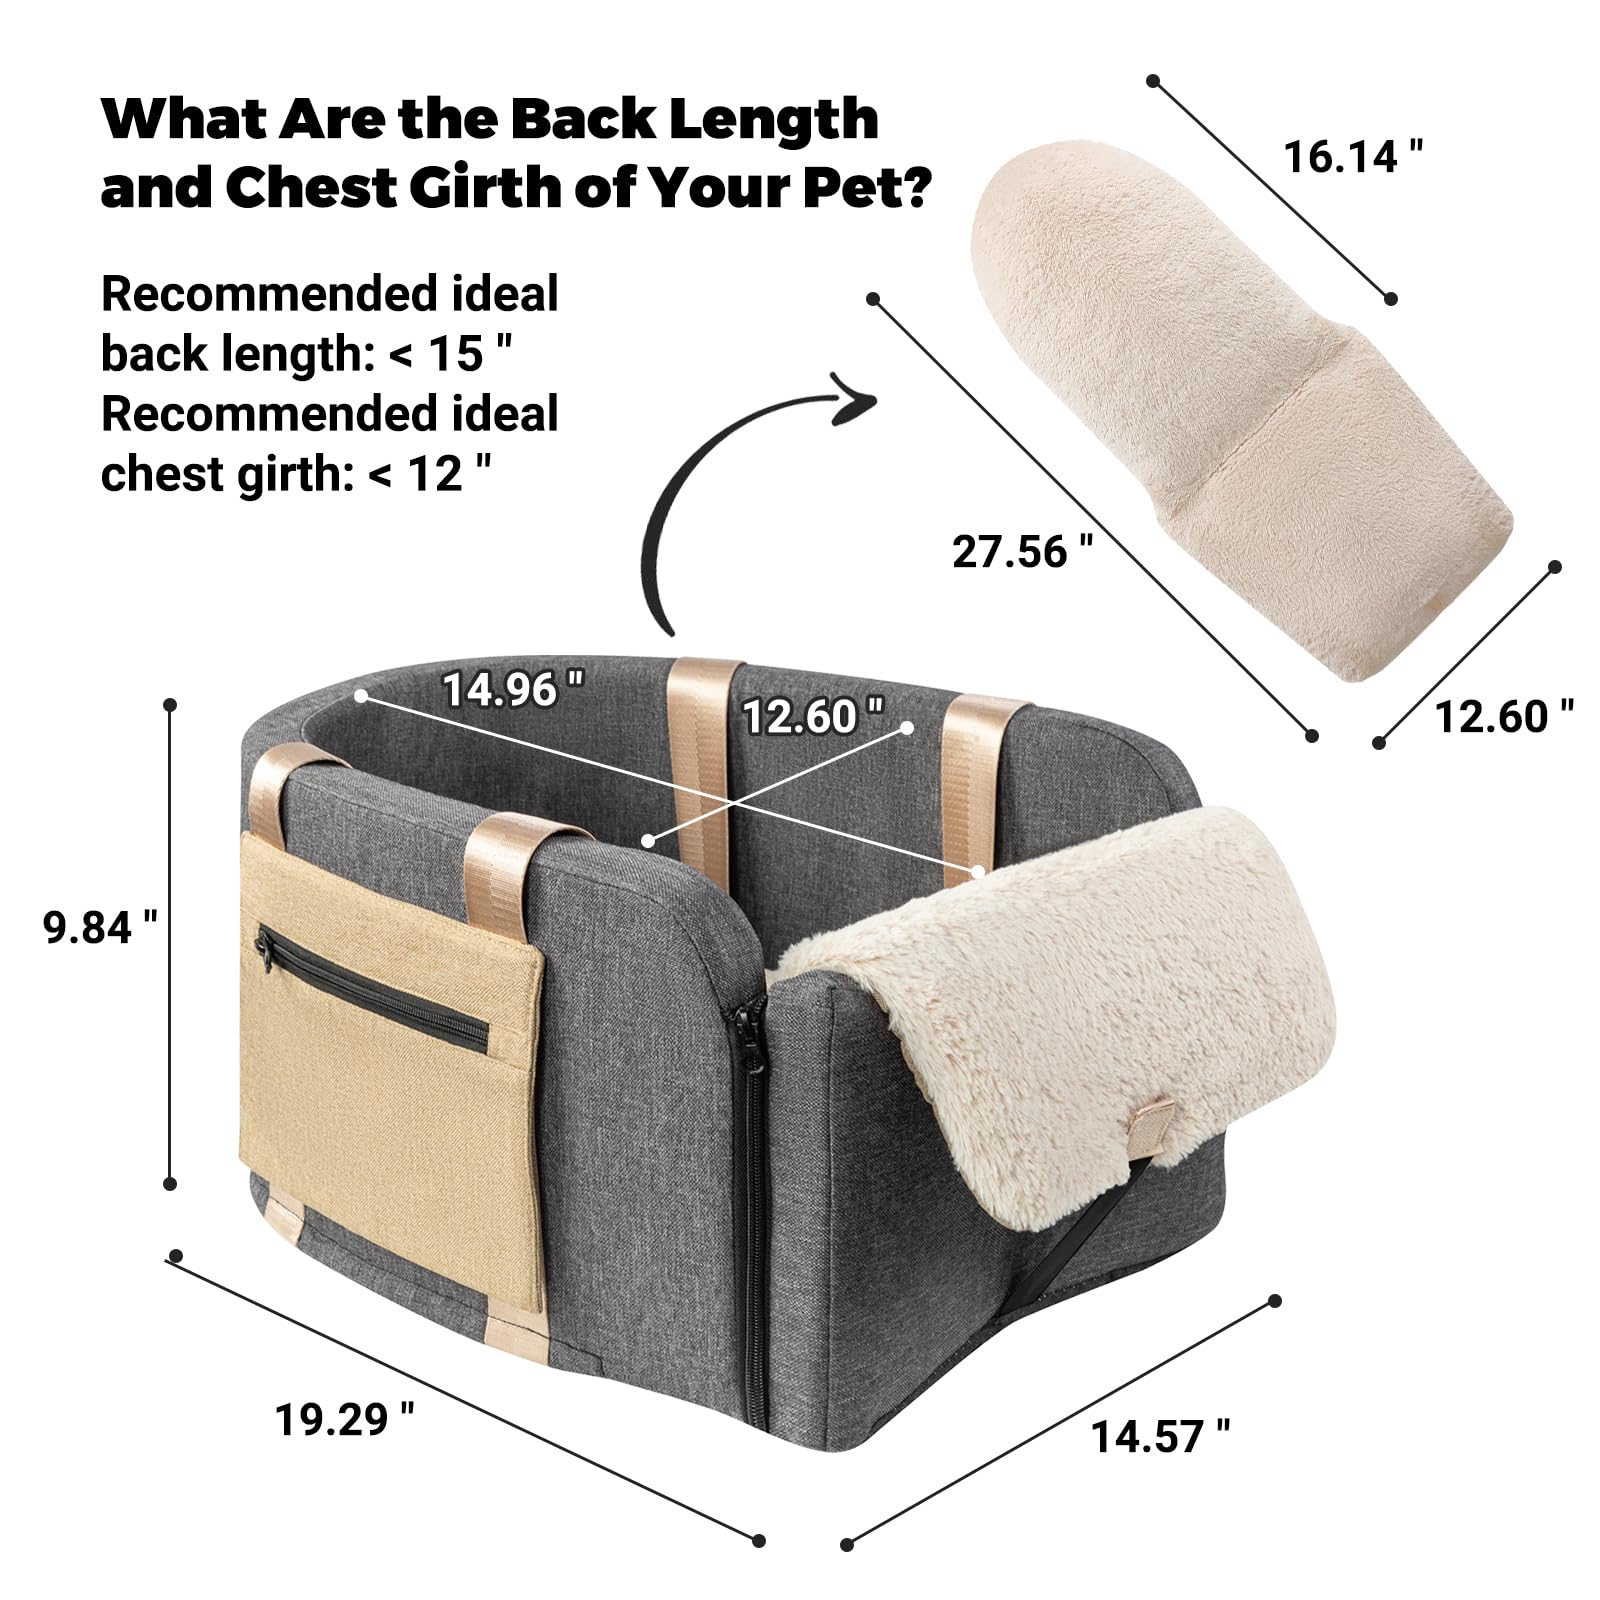 What Are the Back Length
and Chest Girth of Your Pet?
Recommended ideal
back length: < 15 "
Recommended ideal
chest girth: < 12 "
16.14 "
27.56 "
12.60 "
14.96 "
12.60 "
9.84 "
19.29 "
14.57 "